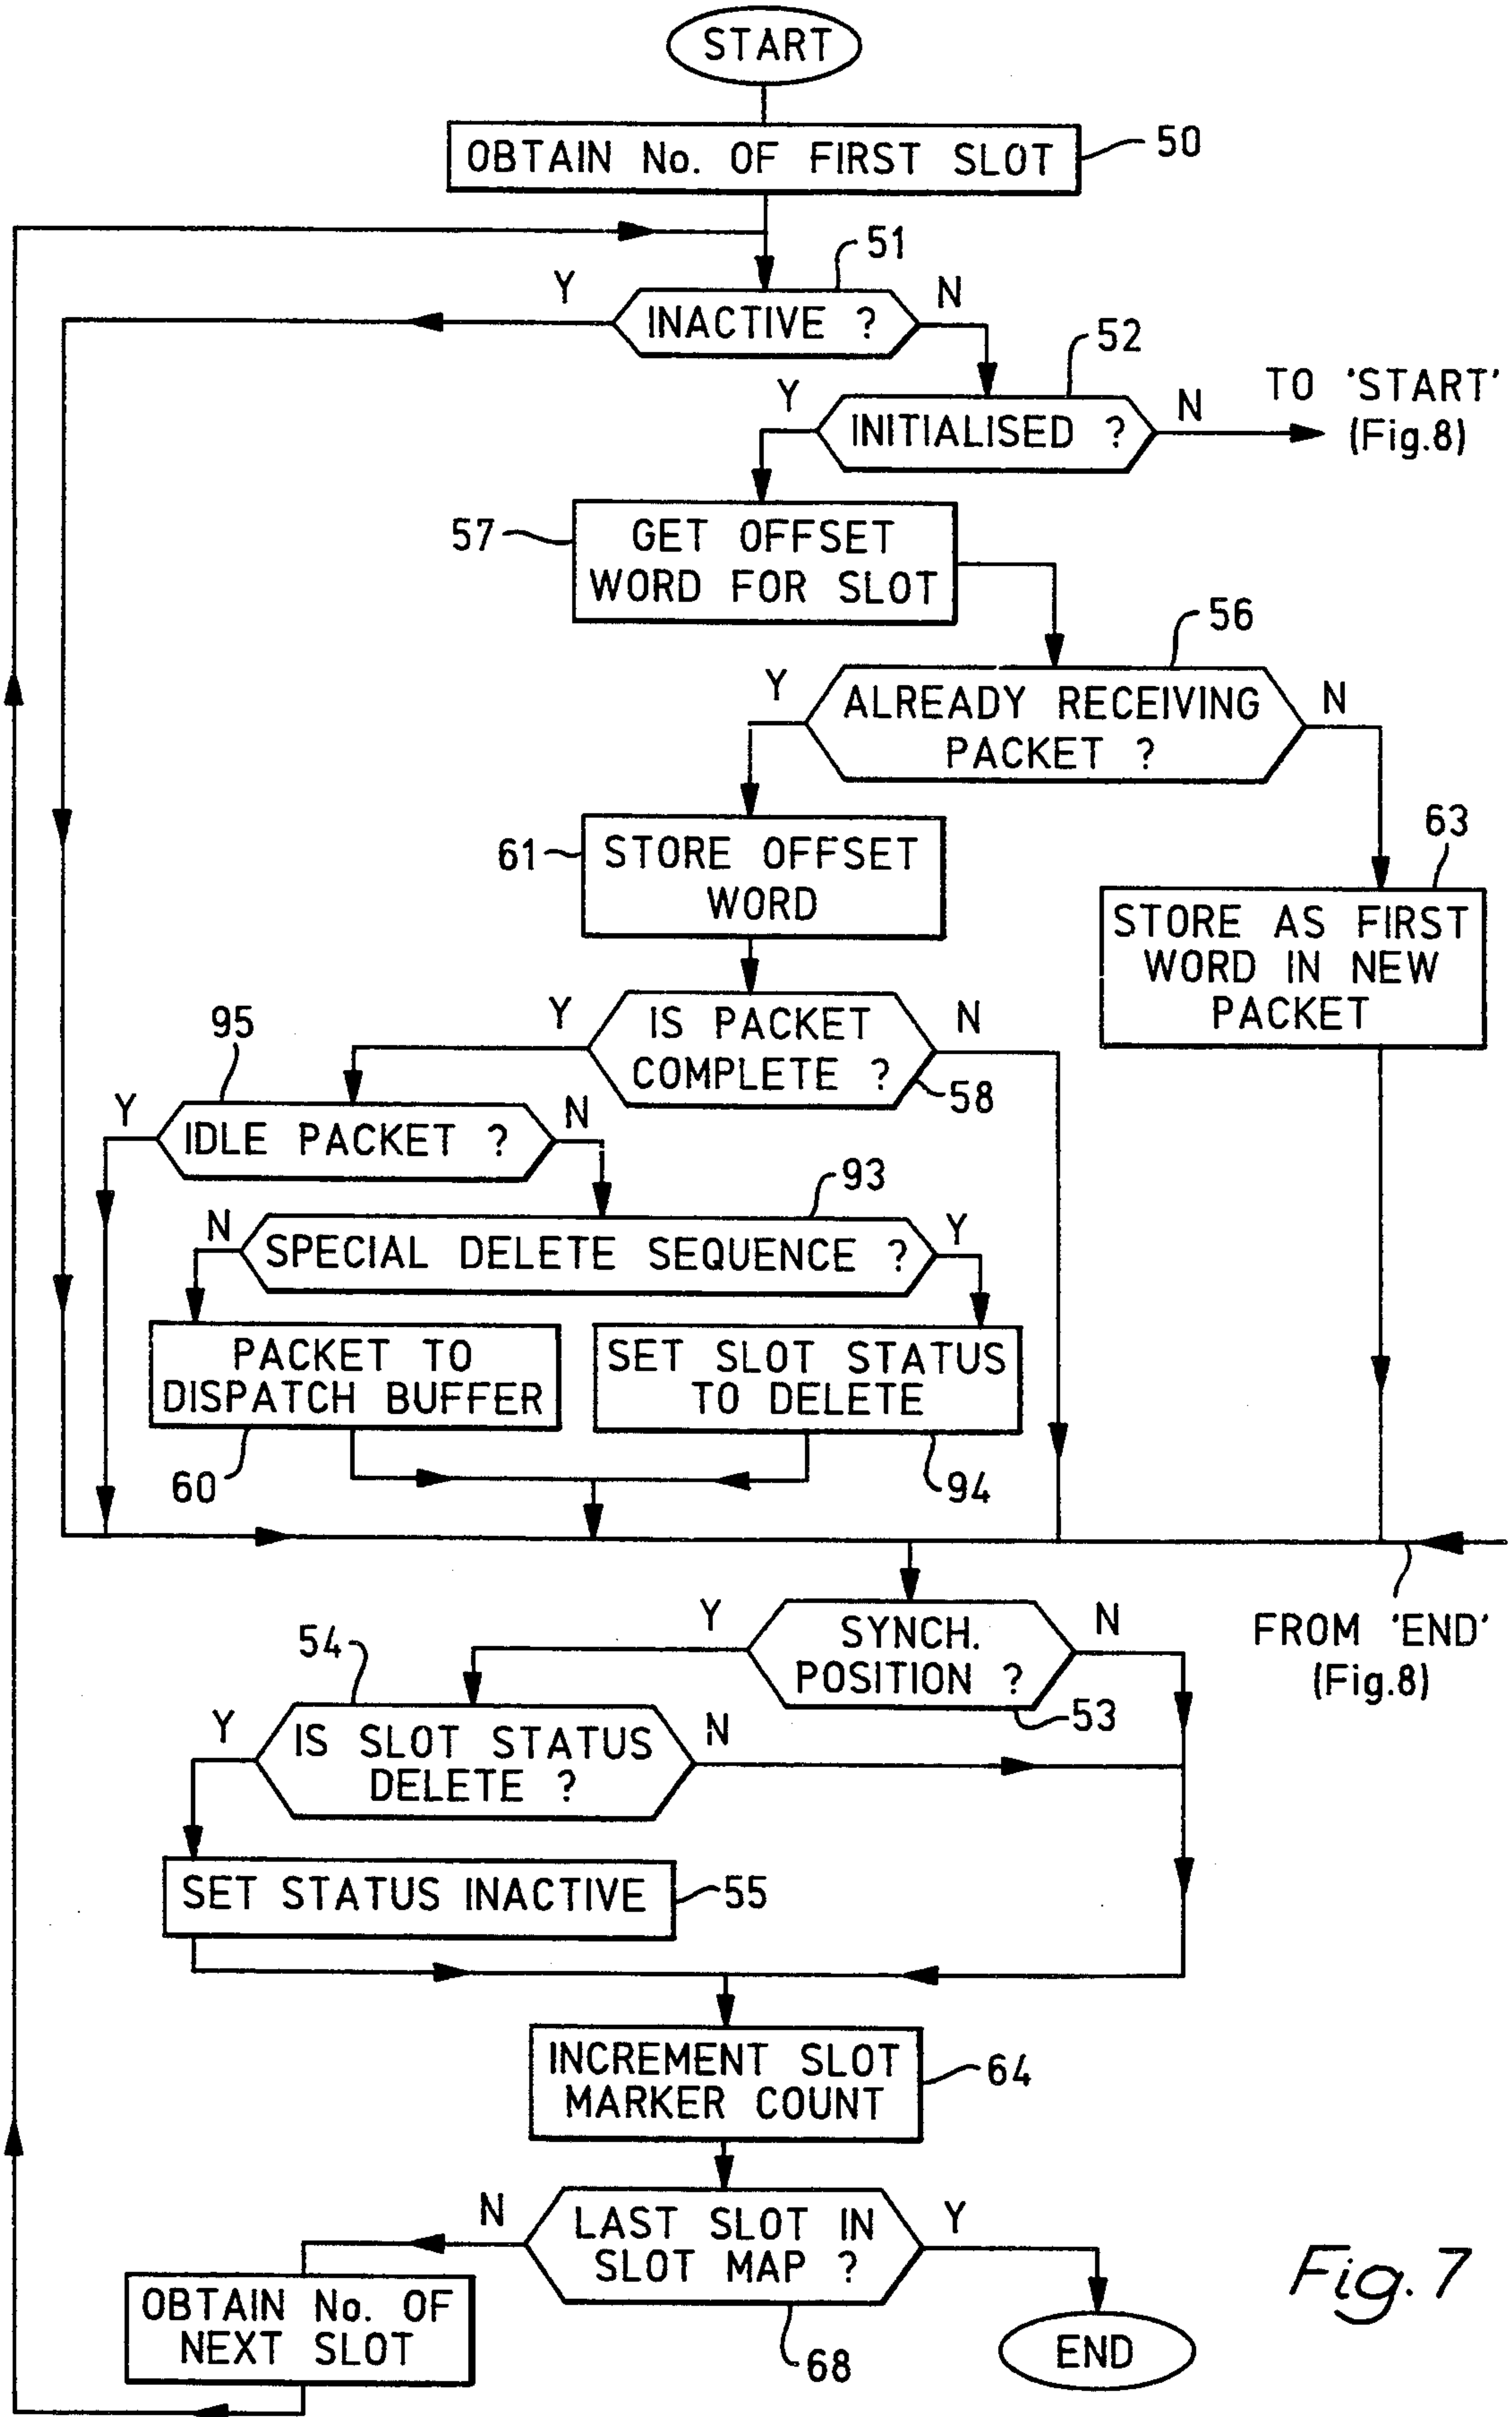 START
OBTAIN No. OF FIRST SLOT
50
51
Y
INACTIVE ?
N
52
Y
INITIALISED ?
N
TO 'START'
(Fig.8)
57
GET OFFSET
WORD FOR SLOT
56
Y
ALREADY RECEIVING
PACKET ?
N
61
STORE OFFSET
WORD
63
STORE AS FIRST
WORD IN NEW
PACKET
Y
IS PACKET
COMPLETE ?
N
58
95
Y
IDLE PACKET ?
N
93
N
SPECIAL DELETE SEQUENCE ?
Y
PACKET TO
DISPATCH BUFFER
60
SET SLOT STATUS
TO DELETE
94
Y
SYNCH.
POSITION ?
N
53
FROM 'END'
(Fig.8)
54
Y
IS SLOT STATUS
DELETE ?
N
SET STATUS INACTIVE
55
INCREMENT SLOT
MARKER COUNT
64
N
LAST SLOT IN
SLOT MAP ?
Y
68
OBTAIN No. OF
NEXT SLOT
END
Fig. 7